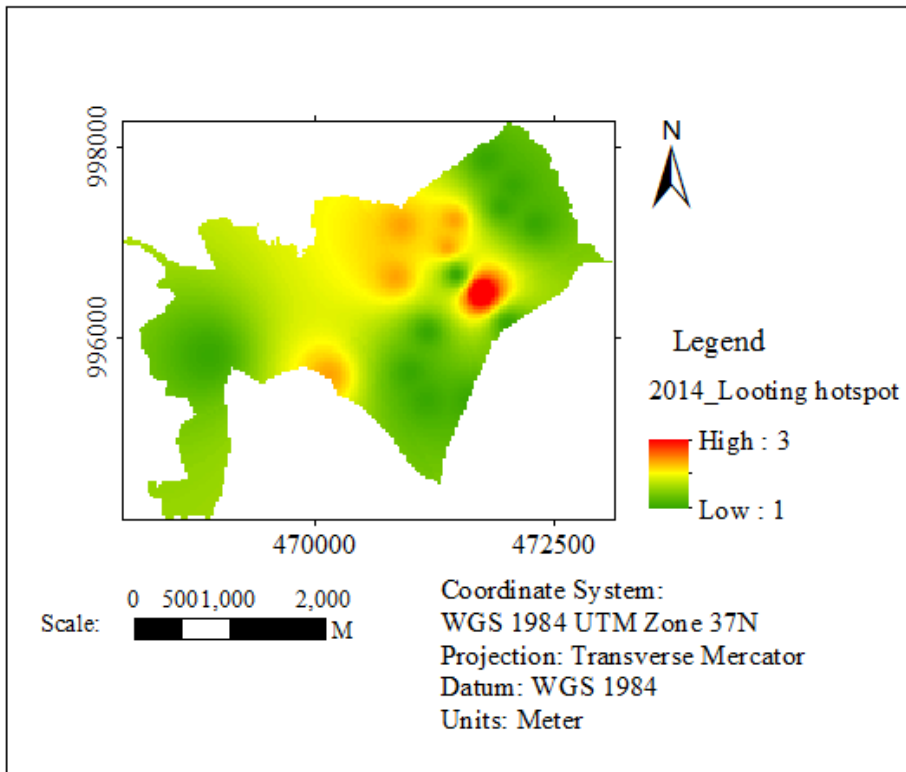 N
998000
996000
470000
472500
Legend
2014_Looting hotspot
High : 3
Low : 1
0 5001,000 2,000
Scale:
M
Coordinate System:
WGS 1984 UTM Zone 37N
Projection: Transverse Mercator
Datum: WGS 1984
Units: Meter